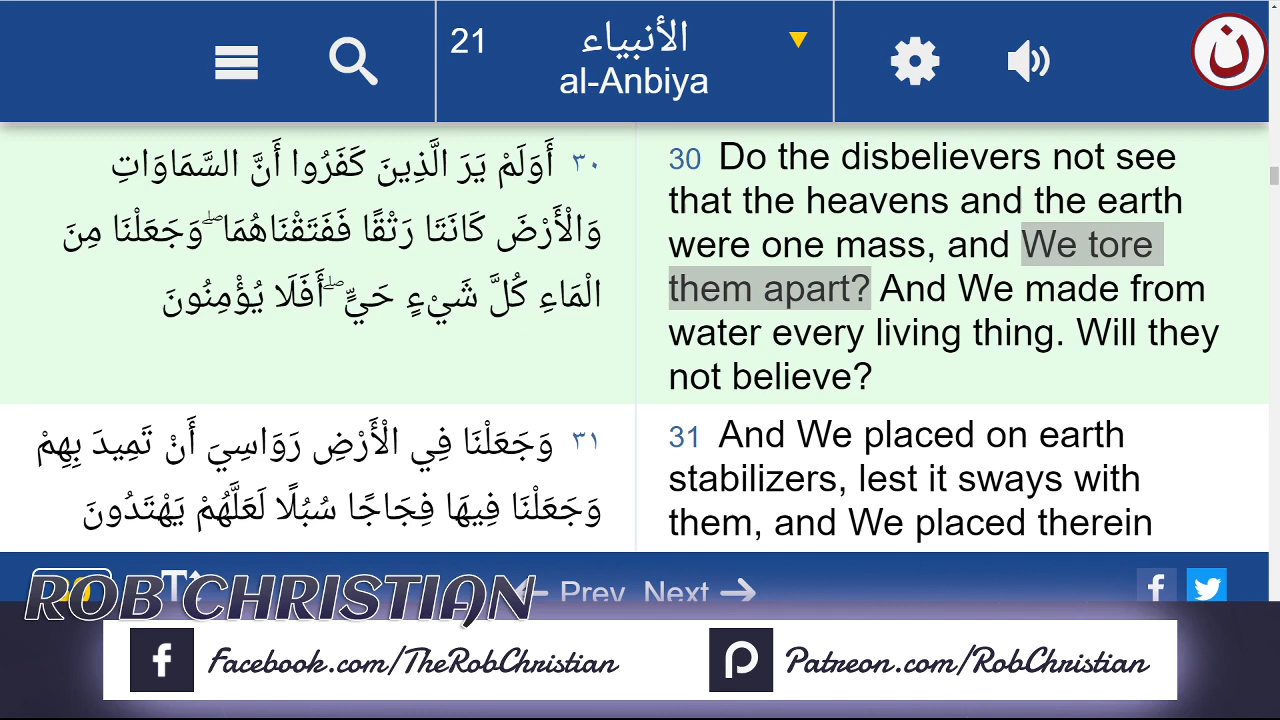 21
الأنبياء
al-Anbiya
ن
٣٠ أَوَلَمْ يَرَ الَّذِينَ كَفَرُوا أَنَّ السَّمَاوَاتِ
وَالْأَرْضَ كَانَتَا رَتْقًا فَفَتَقْنَاهُمَا ۖ وَجَعَلْنَا مِنَ
الْمَاءِ كُلَّ شَيْءٍ حَيٍّ ۖ أَفَلَا يُؤْمِنُونَ
30 Do the disbelievers not see
that the heavens and the earth
were one mass, and We tore
them apart? And We made from
water every living thing. Will they
not believe?
٣١ وَجَعَلْنَا فِي الْأَرْضِ رَوَاسِيَ أَنْ تَمِيدَ بِهِمْ
وَجَعَلْنَا فِيهَا فِجَاجًا سُبُلًا لَعَلَّهُمْ يَهْتَدُونَ
31 And We placed on earth
stabilizers, lest it sways with
them, and We placed therein
Prev Next
ROB CHRISTIAN
Facebook.com/TheRobChristian
Patreon.com/RobChristian